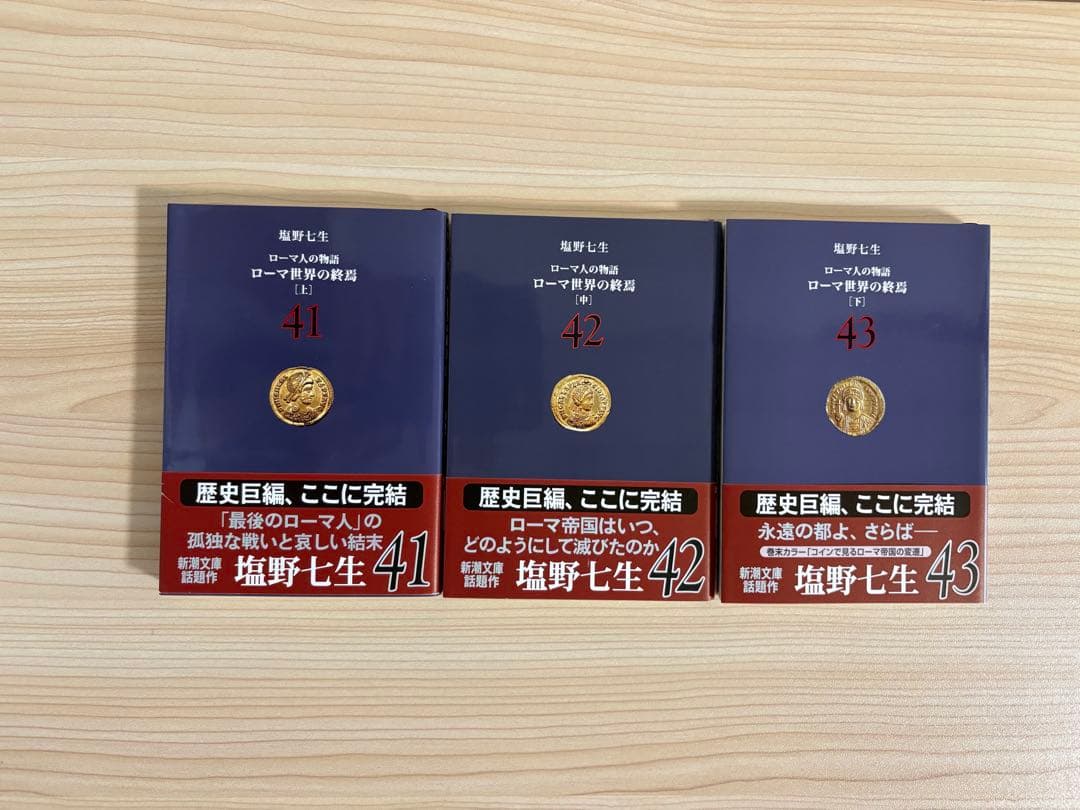 塩野七生
ローマ人の物語
ローマ世界の終焉
[上]
41
歴史巨編、ここに完結
「最後のローマ人」の
孤独な戦いと哀しい結末
新潮文庫
話題作
塩野七生
41
塩野七生
ローマ人の物語
ローマ世界の終焉
[中]
42
歴史巨編、ここに完結
ローマ帝国はいつ、
どのようにして滅びたのか
新潮文庫
話題作
塩野七生
42
塩野七生
ローマ人の物語
ローマ世界の終焉
[下]
43
歴史巨編、ここに完結
永遠の都よ、さらば──
巻末カラー「コインで見るローマ帝国の変遷」
新潮文庫
話題作
塩野七生
43